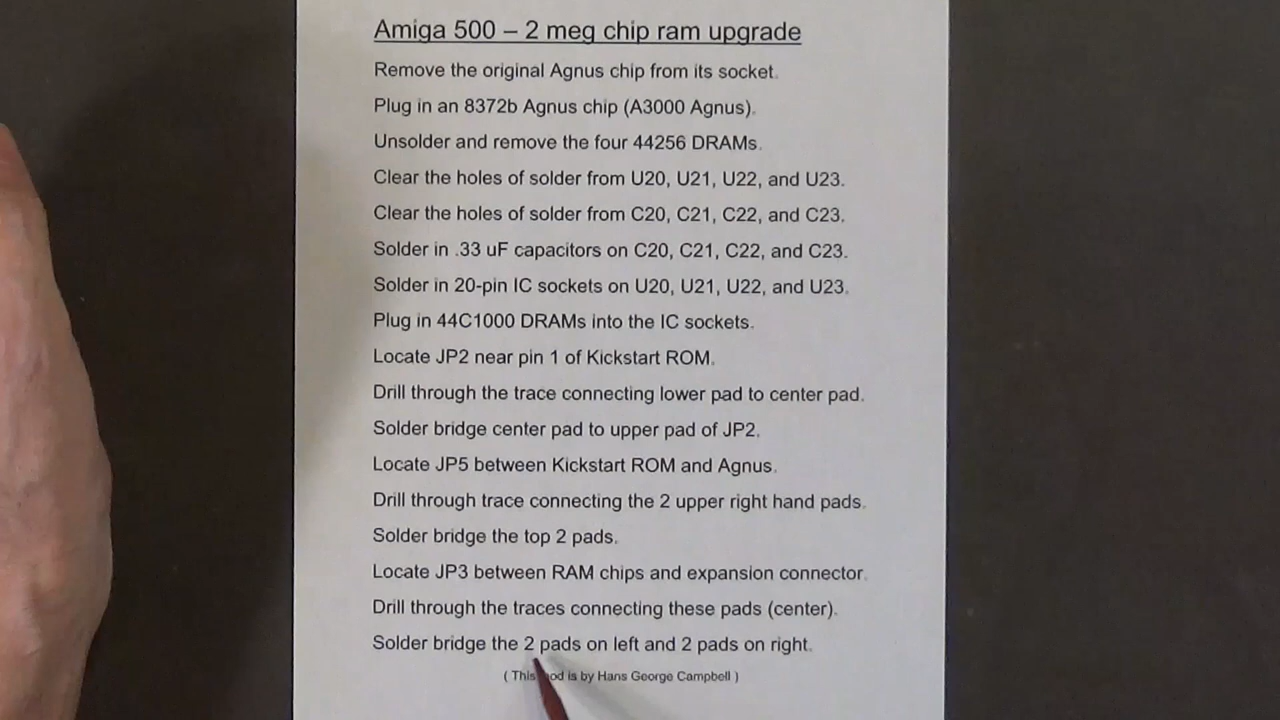 Amiga 500 – 2 meg chip ram upgrade
Remove the original Agnus chip from its socket.
Plug in an 8372b Agnus chip (A3000 Agnus).
Unsolder and remove the four 44256 DRAMs.
Clear the holes of solder from U20, U21, U22, and U23.
Clear the holes of solder from C20, C21, C22, and C23.
Solder in .33 uF capacitors on C20, C21, C22, and C23.
Solder in 20-pin IC sockets on U20, U21, U22, and U23.
Plug in 44C1000 DRAMs into the IC sockets.
Locate JP2 near pin 1 of Kickstart ROM.
Drill through the trace connecting lower pad to center pad.
Solder bridge center pad to upper pad of JP2.
Locate JP5 between Kickstart ROM and Agnus.
Drill through trace connecting the 2 upper right hand pads.
Solder bridge the top 2 pads.
Locate JP3 between RAM chips and expansion connector.
Drill through the traces connecting these pads (center).
Solder bridge the 2 pads on left and 2 pads on right.
( This is by Hans George Campbell )